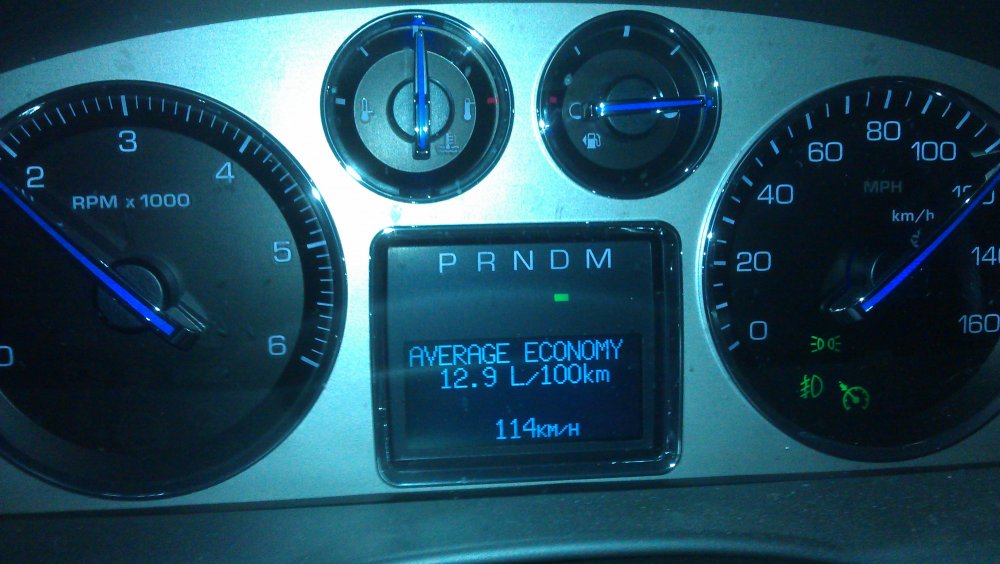 0
2
3
4
5
6
RPM x 1000
P R N D M
AVERAGE ECONOMY
12.9 L/100km
114KM/H
0
20
40
60
80
100
160
MPH
km/h